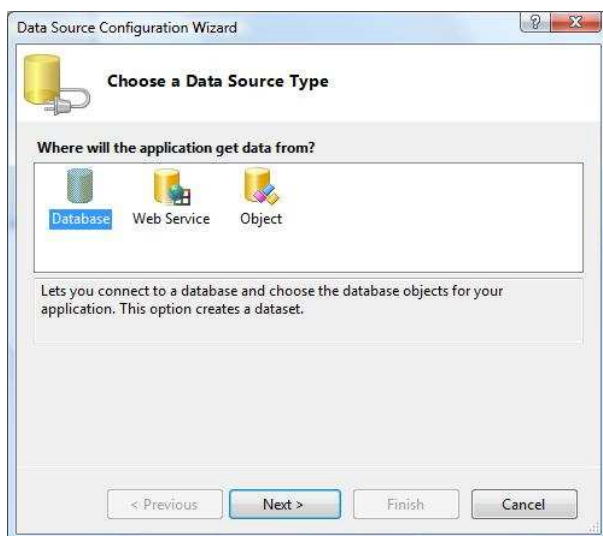 Data Source Configuration Wizard
Choose a Data Source Type
Where will the application get data from?
Database Web Service Object
Lets you connect to a database and choose the database objects for your
application. This option creates a dataset.
< Previous Next > Finish Cancel